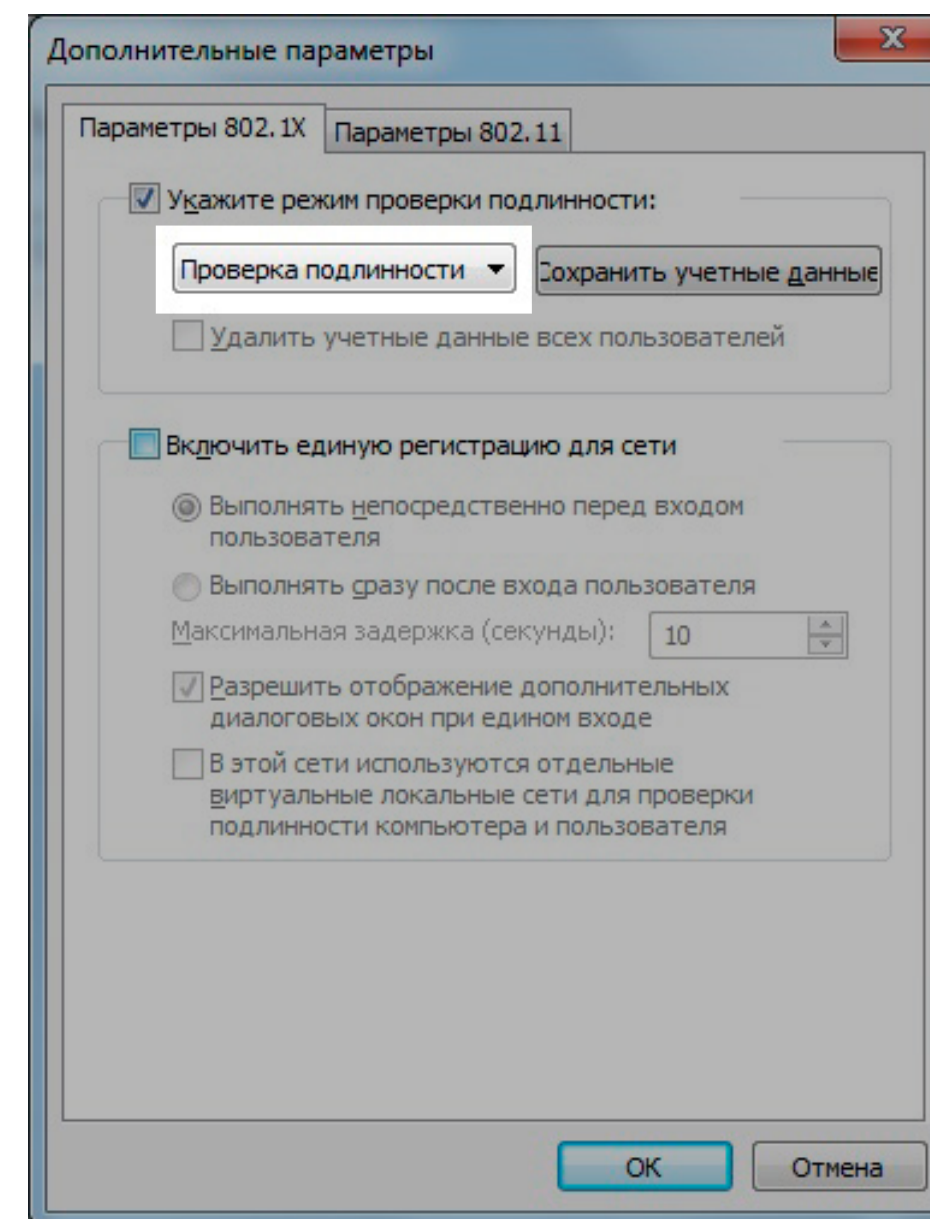 Дополнительные параметры
Параметры 802.1X
Параметры 802.11
Укажите режим проверки подлинности:
Проверка подлинности
Сохранить учетные данные
Удалить учетные данные всех пользователей
Включить единую регистрацию для сети
Выполнять непосредственно перед входом
пользователя
Выполнять сразу после входа пользователя
Максимальная задержка (секунды):
10
Разрешить отображение дополнительных
диалоговых окон при едином входе
В этой сети используются отдельные
виртуальные локальные сети для проверки
подлинности компьютера и пользователя
ОК
Отмена